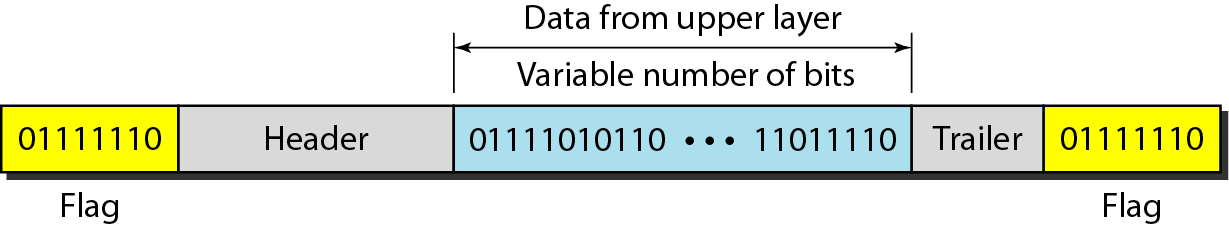 Data from upper layer
Variable number of bits
01111110 Header 01111010110 ••• 11011110 Trailer 01111110
Flag Flag